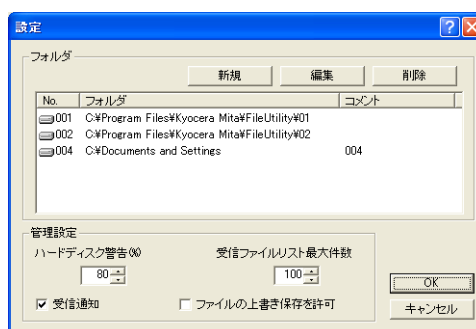 設定
フォルダ
新規 編集 削除
No. フォルダ コメント
001 C:¥Program Files¥Kyocera Mita¥FileUtility¥01
002 C:¥Program Files¥Kyocera Mita¥FileUtility¥02
004 C:¥Documents and Settings 004
管理設定
ハードディスク警告(%) 受信ファイルリスト最大件数
80 100
受信通知 ファイルの上書き保存を許可
OK
キャンセル